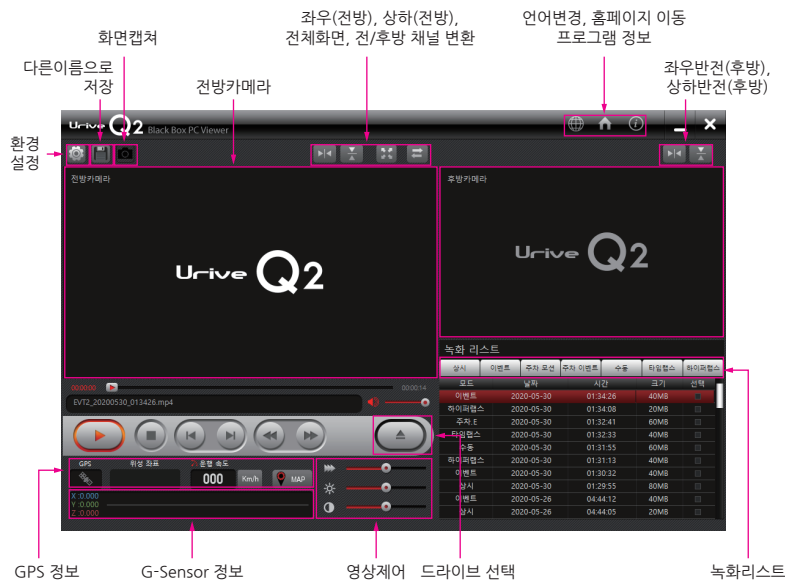 좌우(전방), 상하(전방),
전체화면, 전/후방 채널 변환
언어변경, 홈페이지 이동
프로그램 정보
화면캡쳐
다른이름으로
저장
전방카메라
좌우반전(후방),
상하반전(후방)
환경
설정
Urive Q2 Black Box PC Viewer
전방카메라
후방카메라
Urive Q2
Urive Q2
녹화 리스트
상시 이벤트 주차 모션 주차 이벤트 수동 타임랩스 하이퍼랩스
모드 날짜 시간 크기 선택
이벤트 2020-05-30 01:34:26 40MB
하이퍼랩스 2020-05-30 01:34:08 20MB
주차.E 2020-05-30 01:32:41 60MB
타임랩스 2020-05-30 01:32:33 40MB
수동 2020-05-30 01:31:55 60MB
하이퍼랩스 2020-05-30 01:31:13 40MB
이벤트 2020-05-30 01:30:32 40MB
상시 2020-05-30 01:29:55 80MB
이벤트 2020-05-26 04:44:12 40MB
상시 2020-05-26 04:44:05 20MB
00:00:00 00:00:14
EVT2_20200530_013426.mp4
GPS 위성 좌표 운행 속도
000 Km/h MAP
X :0.000
Y :0.000
Z :0.000
GPS 정보
G-Sensor 정보
영상제어
드라이브 선택
녹화리스트